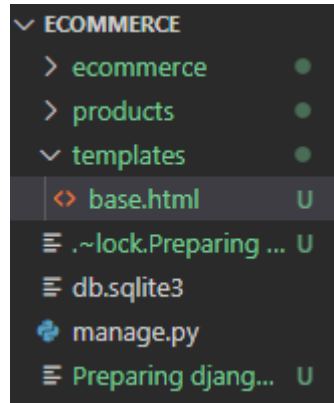 ECOMMERCE
ecommerce
products
templates
<> base.html U
.~lock.Preparing ... U
db.sqlite3
manage.py
Preparing djang... U